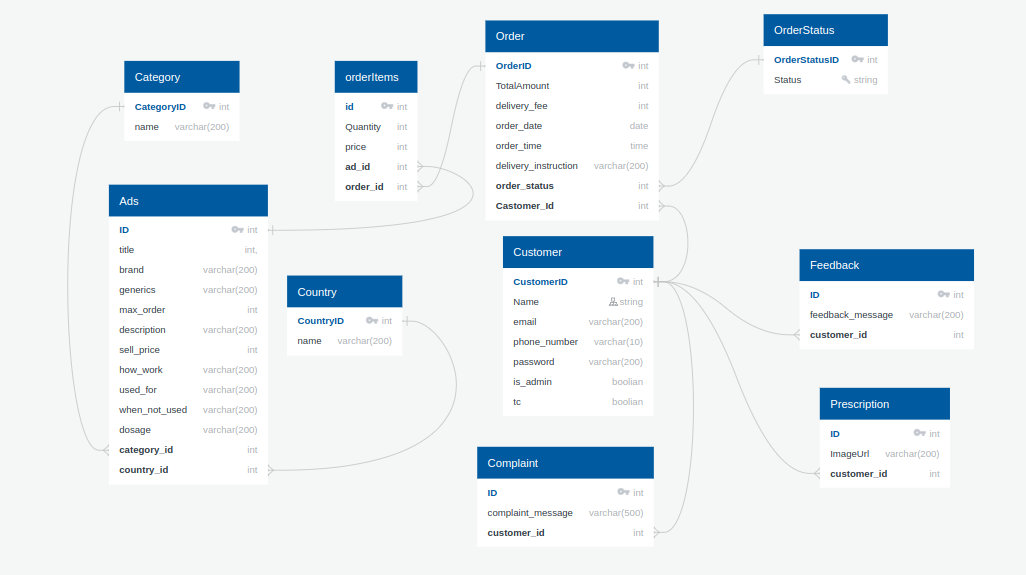 Category
CategoryID int
name varchar(200)
orderItems
id int
Quantity int
price int
ad_id int
order_id int
Order
OrderID int
TotalAmount int
delivery_fee int
order_date date
order_time time
delivery_instruction varchar(200)
order_status int
Castomer_Id int
OrderStatus
OrderStatusID int
Status string
Ads
ID int
title int,
brand varchar(200)
generics varchar(200)
max_order int
description varchar(200)
sell_price int
how_work varchar(200)
used_for varchar(200)
when_not_used varchar(200)
dosage varchar(200)
category_id int
country_id int
Country
CountryID int
name varchar(200)
Customer
CustomerID int
Name string
email varchar(200)
phone_number varchar(10)
password varchar(200)
is_admin boolian
tc boolian
Feedback
ID int
feedback_message varchar(200)
customer_id int
Prescription
ID int
ImageUrl varchar(200)
customer_id int
Complaint
ID int
complaint_message varchar(500)
customer_id int